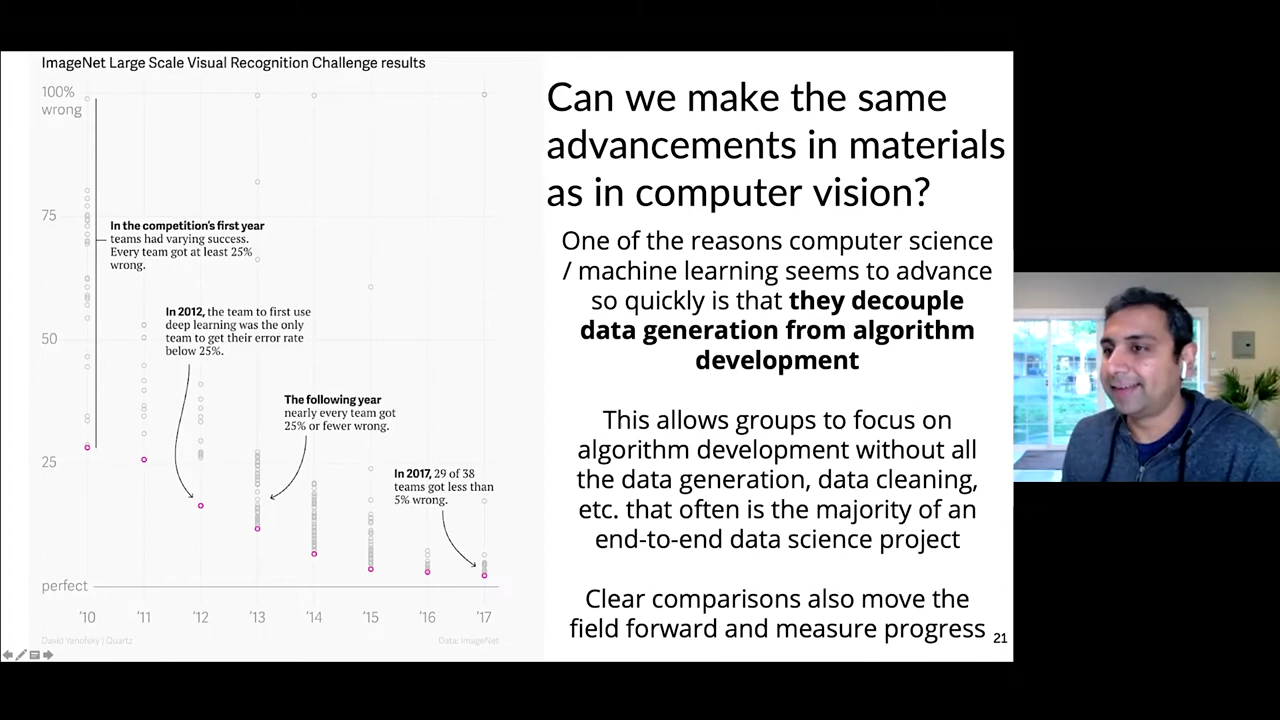 ImageNet Large Scale Visual Recognition Challenge results
100%
wrong
75
50
25
perfect
In the competition's first year
teams had varying success.
Every team got at least 25%
wrong.
In 2012, the team to first use
deep learning was the only
team to get their error rate
below 25%.
The following year
nearly every team got
25% or fewer wrong.
In 2017, 29 of 38
teams got less than
5% wrong.
'10 '11 '12 '13 '14 '15 '16 '17
David Yanofsky | Quartz
Data: ImageNet
Can we make the same
advancements in materials
as in computer vision?
One of the reasons computer science
/ machine learning seems to advance
so quickly is that they decouple
data generation from algorithm
development
This allows groups to focus on
algorithm development without all
the data generation, data cleaning,
etc. that often is the majority of an
end-to-end data science project
Clear comparisons also move the
field forward and measure progress
21